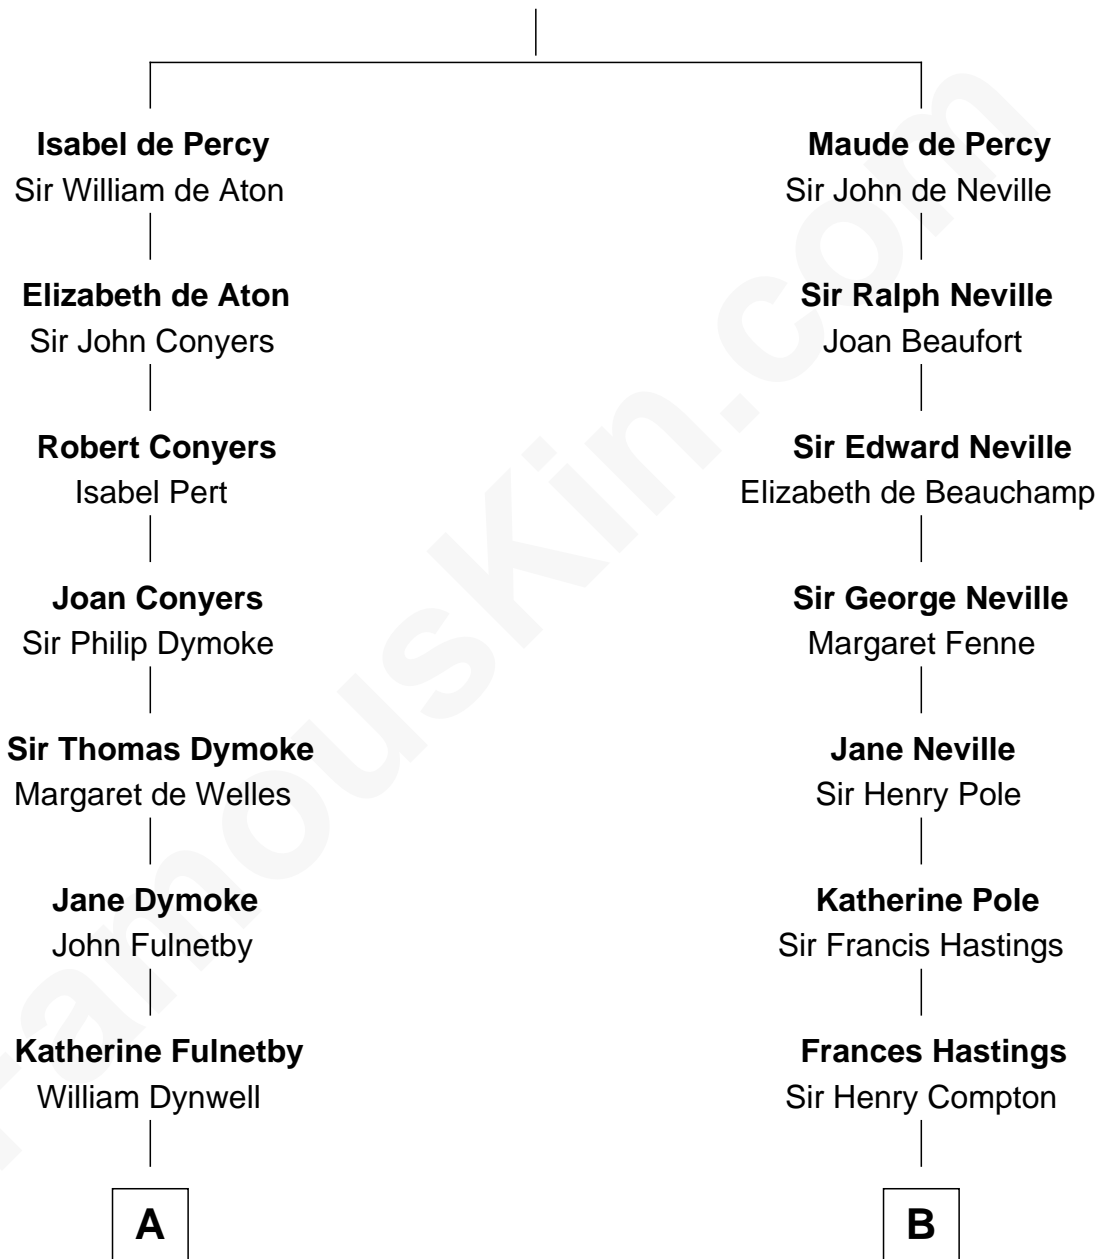 Isabel de Percy
Sir William de Aton
Elizabeth de Aton
Sir John Conyers
Robert Conyers
Isabel Pert
Joan Conyers
Sir Philip Dymoke
Sir Thomas Dymoke
Margaret de Welles
Jane Dymoke
John Fulnetby
Katherine Fulnetby
William Dynwell
A
Maude de Percy
Sir John de Neville
Sir Ralph Neville
Joan Beaufort
Sir Edward Neville
Elizabeth de Beauchamp
Sir George Neville
Margaret Fenne
Jane Neville
Sir Henry Pole
Katherine Pole
Sir Francis Hastings
Frances Hastings
Sir Henry Compton
B
FamousKin.com